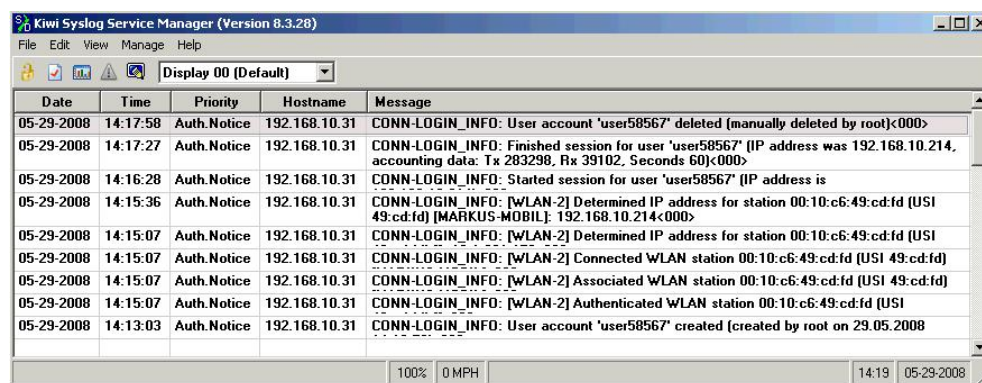 Kiwi Syslog Service Manager (Version 8.3.28)
File Edit View Manage Help
Display 00 (Default)
Date Time Priority Hostname Message
05-29-2008 14:17:58 Auth.Notice 192.168.10.31 CONN-LOGIN_INFO: User account 'user58567' deleted (manually deleted by root)<000>
05-29-2008 14:17:27 Auth.Notice 192.168.10.31 CONN-LOGIN_INFO: Finished session for user 'user58567' (IP address was 192.168.10.214,
accounting data: Tx 283298, Rx 39102, Seconds 60)<000>
05-29-2008 14:16:28 Auth.Notice 192.168.10.31 CONN-LOGIN_INFO: Started session for user 'user58567' (IP address is
05-29-2008 14:15:36 Auth.Notice 192.168.10.31 CONN-LOGIN_INFO: [WLAN-2] Determined IP address for station 00:10:c6:49:cd:fd (USI
49:cd:fd) [MARKUS-MOBIL]: 192.168.10.214<000>
05-29-2008 14:15:07 Auth.Notice 192.168.10.31 CONN-LOGIN_INFO: [WLAN-2] Determined IP address for station 00:10:c6:49:cd:fd (USI
05-29-2008 14:15:07 Auth.Notice 192.168.10.31 CONN-LOGIN_INFO: [WLAN-2] Connected WLAN station 00:10:c6:49:cd:fd (USI 49:cd:fd)
05-29-2008 14:15:07 Auth.Notice 192.168.10.31 CONN-LOGIN_INFO: [WLAN-2] Associated WLAN station 00:10:c6:49:cd:fd (USI 49:cd:fd)
05-29-2008 14:15:07 Auth.Notice 192.168.10.31 CONN-LOGIN_INFO: [WLAN-2] Authenticated WLAN station 00:10:c6:49:cd:fd (USI
05-29-2008 14:13:03 Auth.Notice 192.168.10.31 CONN-LOGIN_INFO: User account 'user58567' created (created by root on 29.05.2008
100% 0 MPH 14:19 05-29-2008